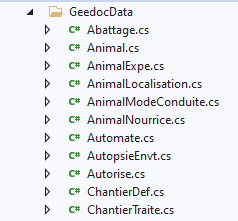 GeedocData
C# Abattage.cs
C# Animal.cs
C# AnimalExpe.cs
C# AnimalLocalisation.cs
C# AnimalModeConduite.cs
C# AnimalNourrice.cs
C# Automate.cs
C# AutopsieEnvt.cs
C# Autorise.cs
C# ChantierDef.cs
C# ChantierTraite.cs